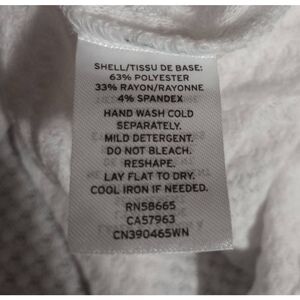 SHELL/TISSU DE BASE:
63% POLYESTER
33% RAYON/RAYONNE
4% SPANDEX
HAND WASH COLD
SEPARATELY.
MILD DETERGENT.
DO NOT BLEACH.
RESHAPE.
LAY FLAT TO DRY.
COOL IRON IF NEEDED.
RN58665
CA57963
CN390465WN